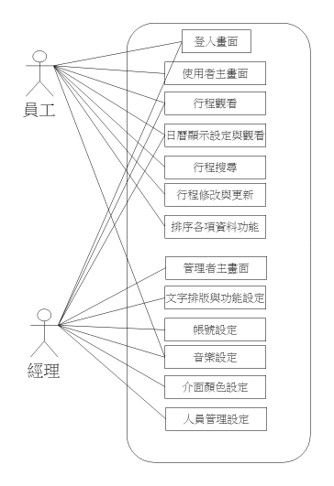 登入畫面
員工
使用者主畫面
行程觀看
日曆顯示設定與觀看
行程搜尋
行程修改與更新
排序各項資料功能
管理者主畫面
文字排版與功能設定
經理
帳號設定
音樂設定
介面顏色設定
人員管理設定